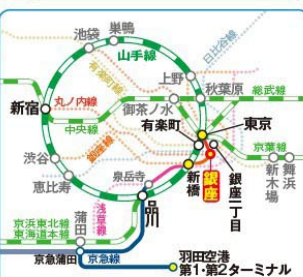 巣鴨
池袋
山手線
日比谷線
有楽町線
上野
秋葉原
総武線
新宿
丸ノ内線
御茶ノ水
中央線
有楽町
東京
銀座線
京葉線
渋谷
泉岳寺
新橋
銀座
銀座一丁目
新木場
舞浜
恵比寿
品川
浅草線
京浜東北線
東海道本線
蒲田
京急蒲田
京急線
羽田空港
第1・第2ターミナル